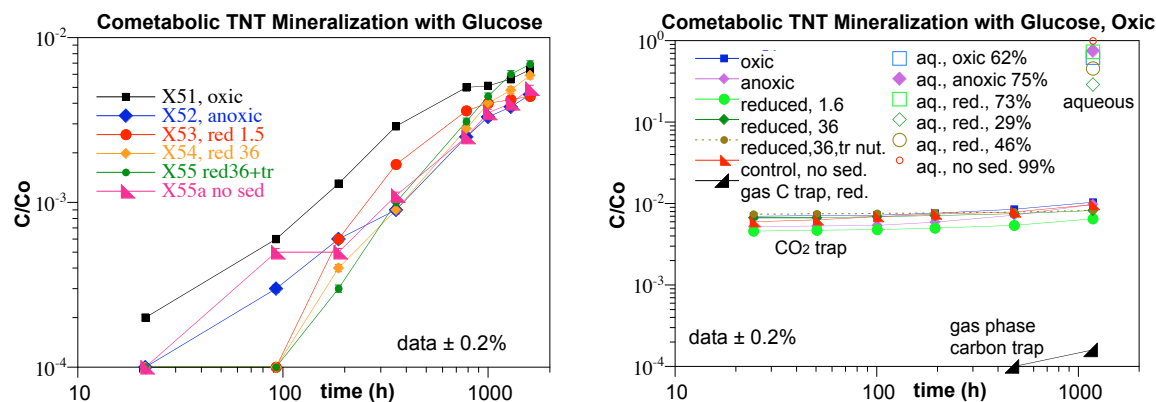 Cometabolic TNT Mineralization with Glucose
10⁻²
10⁻³
10⁻⁴
C/Co
X51, oxic
X52, anoxic
X53, red 1.5
X54, red 36
X55 red36+tr
X55a no sed
data ± 0.2%
10
100
1000
time (h)
Cometabolic TNT Mineralization with Glucose, Oxic
10⁰
10⁻¹
10⁻²
10⁻³
10⁻⁴
C/Co
oxic
anoxic
reduced, 1.6
reduced, 36
reduced,36,tr nut.
control, no sed.
gas C trap, red.
aq., oxic 62%
aq., anoxic 75%
aq., red., 73%
aq., red., 29%
aq., red., 46%
aq., no sed. 99%
aqueous
CO₂ trap
gas phase
carbon trap
data ± 0.2%
10
100
1000
time (h)